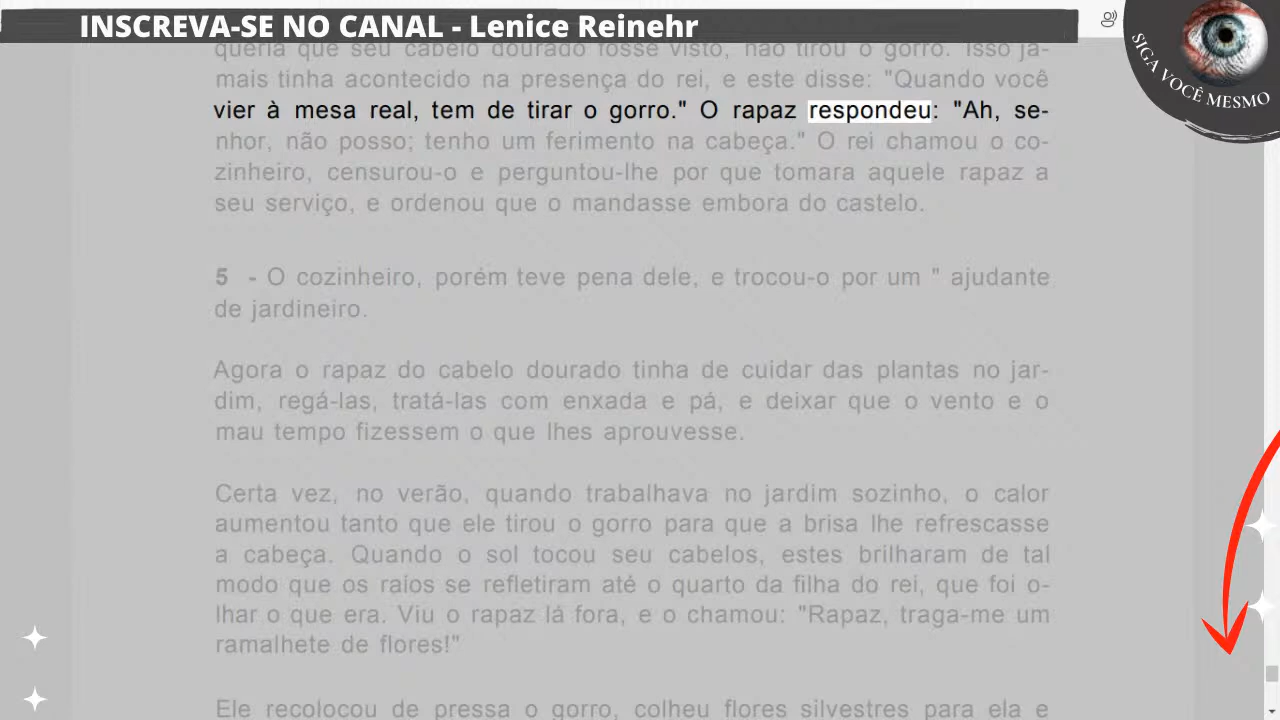 INSCREVA-SE NO CANAL - Lenice Reinehr
SIGA VOCÊ MESMO
queria que seu cabelo dourado fosse visto, não tirou o gorro. Isso ja-
mais tinha acontecido na presença do rei, e este disse: "Quando você
vier à mesa real, tem de tirar o gorro." O rapaz respondeu: "Ah, se-
nhor, não posso; tenho um ferimento na cabeça." O rei chamou o co-
zinheiro, censurou-o e perguntou-lhe por que tomara aquele rapaz a
seu serviço, e ordenou que o mandasse embora do castelo.
5 - O cozinheiro, porém teve pena dele, e trocou-o por um " ajudante
de jardineiro.
Agora o rapaz do cabelo dourado tinha de cuidar das plantas no jar-
dim, regá-las, tratá-las com enxada e pá, e deixar que o vento e o
mau tempo fizessem o que lhes aprouvesse.
Certa vez, no verão, quando trabalhava no jardim sozinho, o calor
aumentou tanto que ele tirou o gorro para que a brisa lhe refrescasse
a cabeça. Quando o sol tocou seu cabelos, estes brilharam de tal
modo que os raios se refletiram até o quarto da filha do rei, que foi o-
lhar o que era. Viu o rapaz lá fora, e o chamou: "Rapaz, traga-me um
ramalhete de flores!"
Ele recolocou de pressa o gorro, colheu flores silvestres para ela e